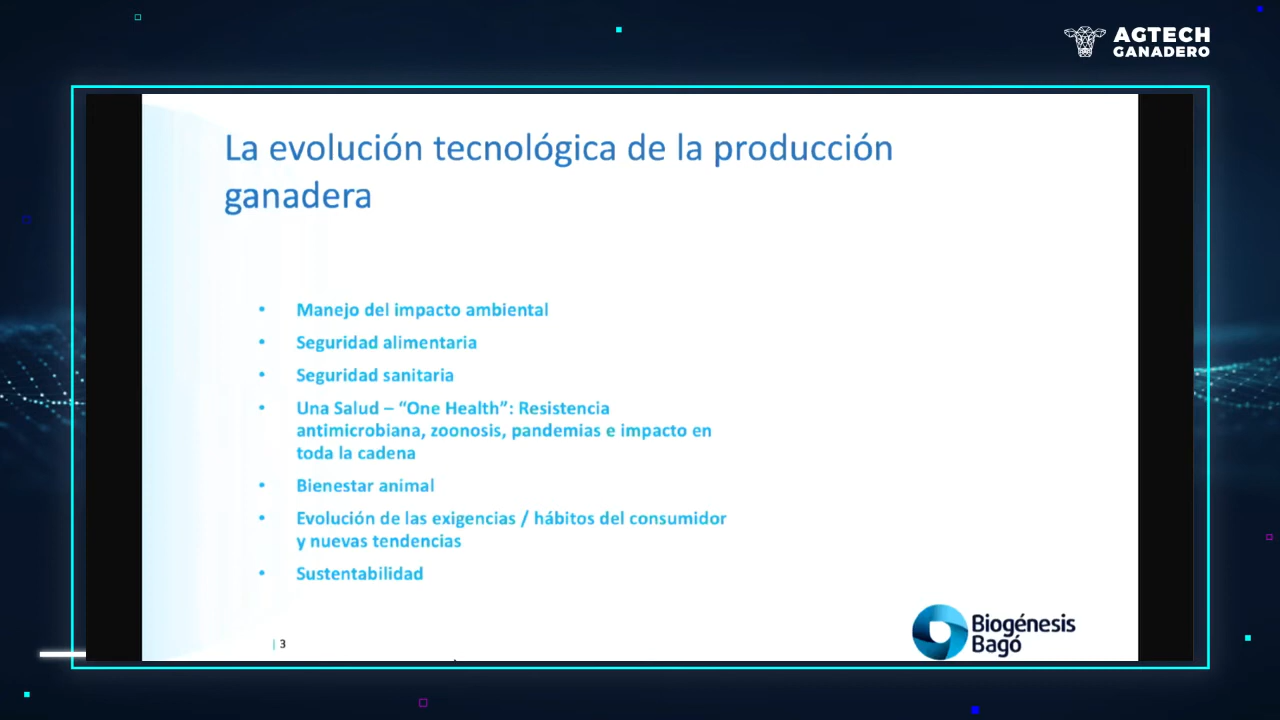 AGTECH
GANADERO
La evolución tecnológica de la producción
ganadera
• Manejo del impacto ambiental
• Seguridad alimentaria
• Seguridad sanitaria
• Una Salud – “One Health”: Resistencia
antimicrobiana, zoonosis, pandemias e impacto en
toda la cadena
• Bienestar animal
• Evolución de las exigencias / hábitos del consumidor
y nuevas tendencias
• Sustentabilidad
| 3
Biogénesis
Bagó